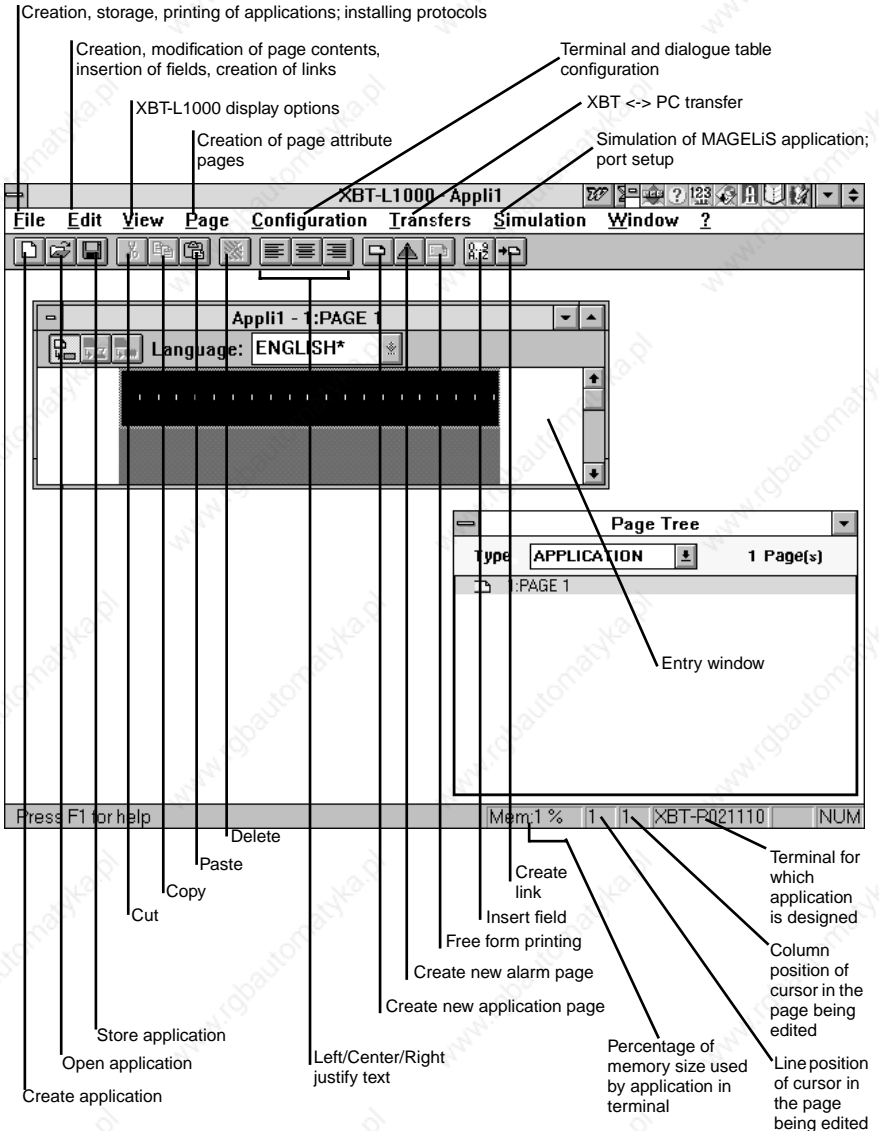 Creation, storage, printing of applications; installing protocols
Creation, modification of page contents,
insertion of fields, creation of links
Terminal and dialogue table
configuration
XBT-L1000 display options
XBT <-> PC transfer
Creation of page attribute
pages
Simulation of MAGELiS application;
port setup
XBT-L1000 - Appli1
File Edit View Page Configuration Transfers Simulation Window ?
Appli1 - 1:PAGE 1
Language: ENGLISH*
Page Tree
Type APPLICATION 1 Page(s)
1:PAGE 1
Entry window
Press F1 for help Mem:1 % 1 1 XBT-P021110 NUM
Delete
Paste
Copy
Cut
Create
link
Insert field
Free form printing
Create new alarm page
Create new application page
Store application
Open application
Create application
Left/Center/Right
justify text
Percentage of
memory size used
by application in
terminal
Terminal for
which
application
is designed
Column
position of
cursor in the
page being
edited
Line position
of cursor in
the page
being edited
www.rgbautomatyka.pl